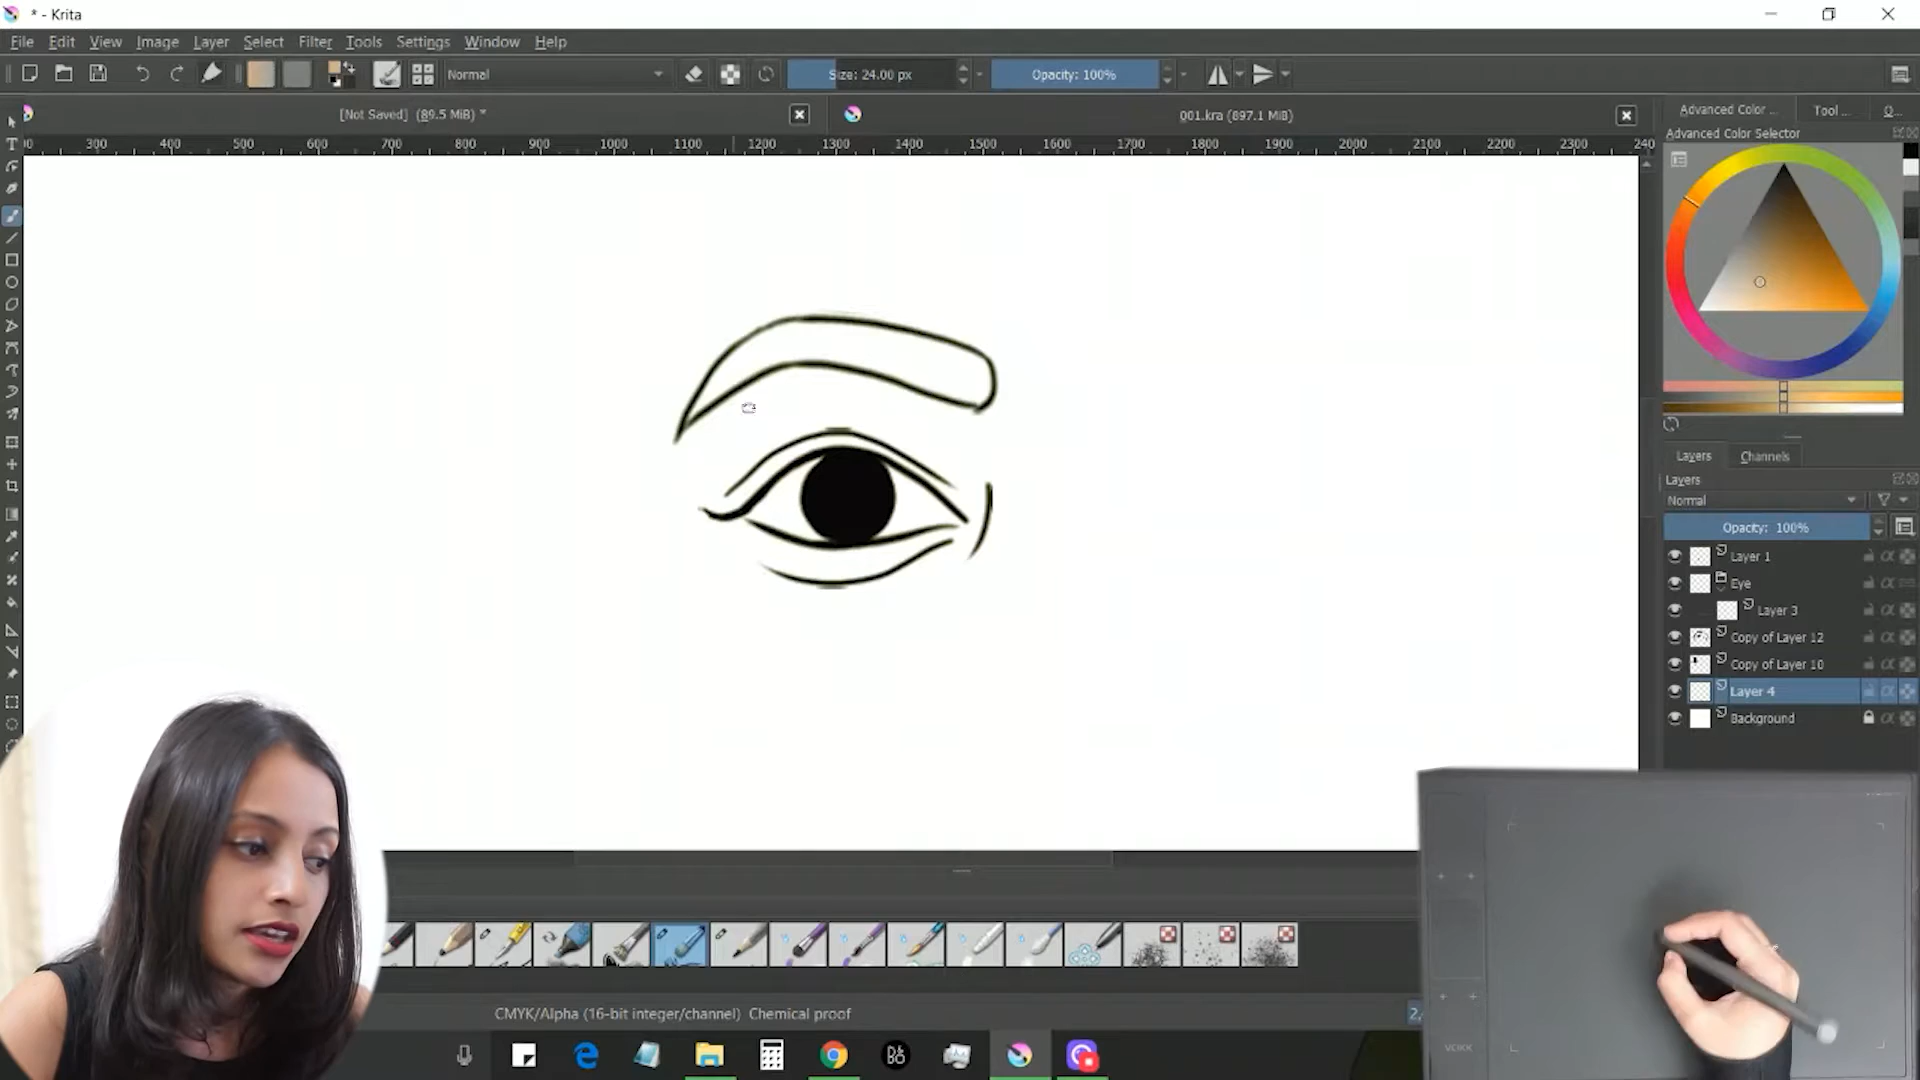 * - Krita
File Edit View Image Layer Select Filter Tools Settings Window Help
Normal Size: 24.00 px Opacity: 100%
[Not Saved] (89.5 MiB) * 001.kra (897.1 MiB)
300 400 500 600 700 800 900 1000 1100 1200 1300 1400 1500 1600 1700 1800 1900 2000 2100 2200 2300 240
Advanced Color ... Tool ... O...
Advanced Color Selector
Layers Channels
Layers
Normal
Opacity: 100%
Layer 1
Eye
Layer 3
Copy of Layer 12
Copy of Layer 10
Layer 4
Background
CMYK/Alpha (16-bit integer/channel) Chemical proof
2,